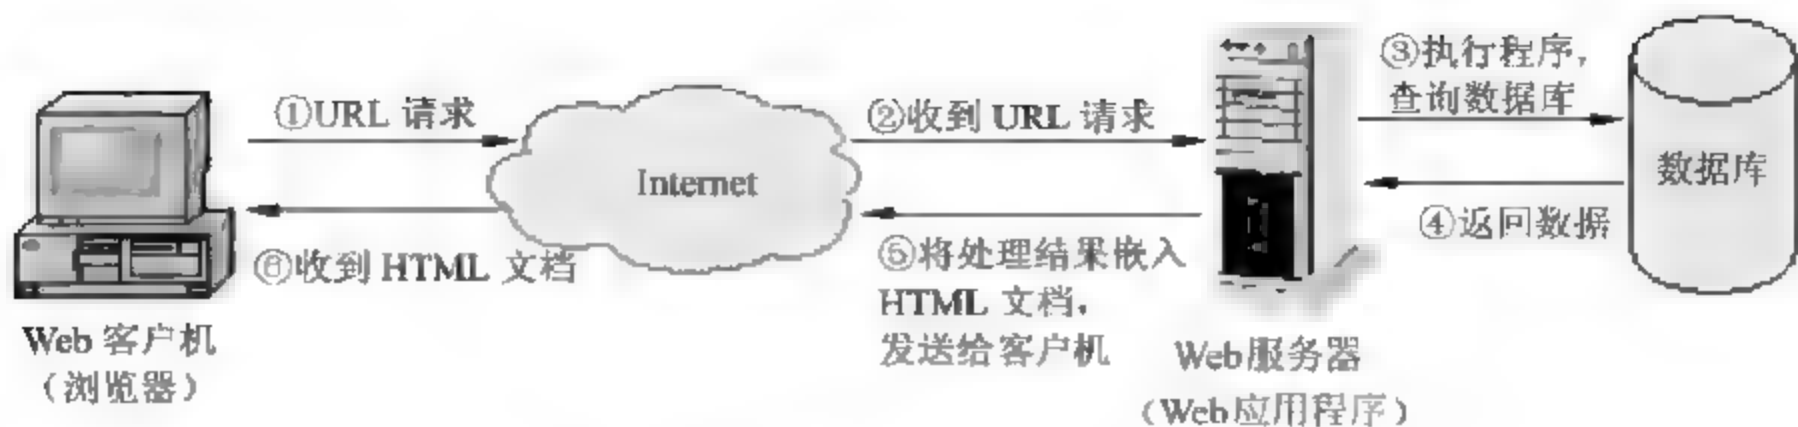 ①URL 请求
Internet
②收到 URL 请求
③执行程序,
查询数据库
数据库
④返回数据
⑤将处理结果嵌入
HTML 文档,
发送给客户机
⑥收到 HTML 文档
Web 客户机
(浏览器)
Web服务器
(Web应用程序)